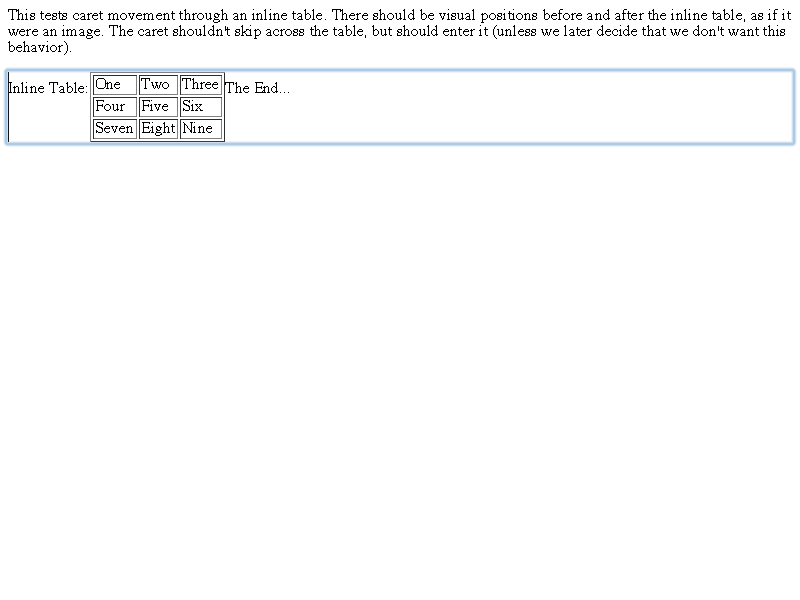 This tests caret movement through an inline table. There should be visual positions before and after the inline table, as if it
were an image. The caret shouldn't skip across the table, but should enter it (unless we later decide that we don't want this
behavior).
Inline Table: One Two Three The End...
Four Five Six
Seven Eight Nine